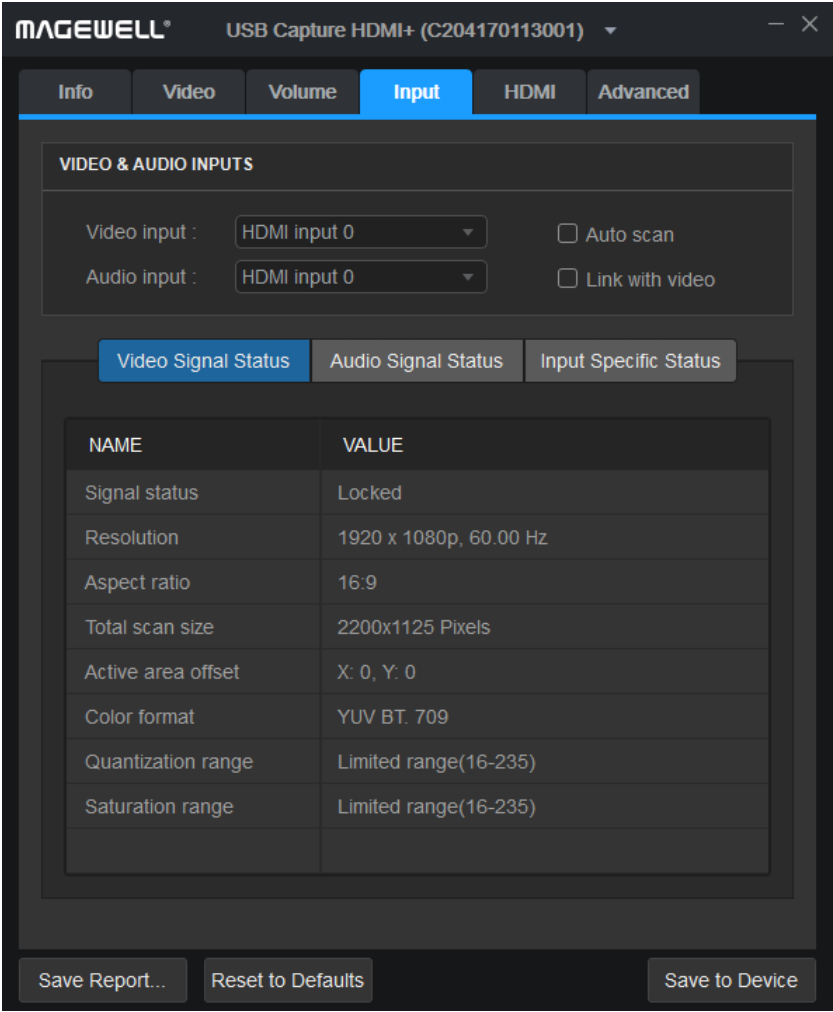 MAGEWELL® USB Capture HDMI+ (C204170113001)
Info Video Volume Input HDMI Advanced
VIDEO & AUDIO INPUTS
Video input : HDMI input 0 Auto scan
Audio input : HDMI input 0 Link with video
Video Signal Status Audio Signal Status Input Specific Status
NAME VALUE
Signal status Locked
Resolution 1920 x 1080p, 60.00 Hz
Aspect ratio 16:9
Total scan size 2200x1125 Pixels
Active area offset X: 0, Y: 0
Color format YUV BT. 709
Quantization range Limited range(16-235)
Saturation range Limited range(16-235)
Save Report... Reset to Defaults Save to Device